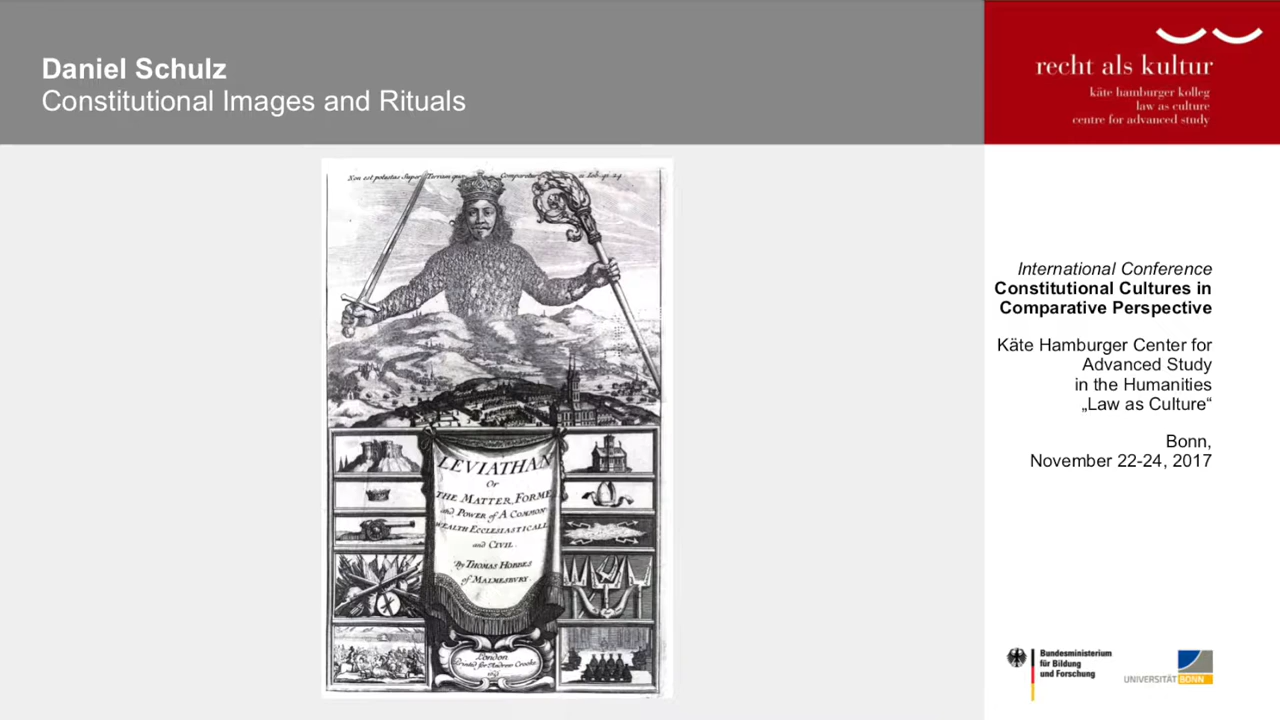 Daniel Schulz
Constitutional Images and Rituals
recht als kultur
käte hamburger kolleg
law as culture
centre for advanced study
Non est potestas Super Terram quae Comparetur ei Iob. 41. 24
LEVIATHAN
Or
THE MATTER, FORME
and POWER of A COMMON-
WEALTH ECCLESIASTICALL
and CIVIL.
By THOMAS HOBBES
of MALMESBURY.
London
Printed for Andrew Crooke
International Conference
Constitutional Cultures in
Comparative Perspective
Käte Hamburger Center for
Advanced Study
in the Humanities
„Law as Culture“
Bonn,
November 22-24, 2017
Bundesministerium
für Bildung
und Forschung
UNIVERSITÄT BONN